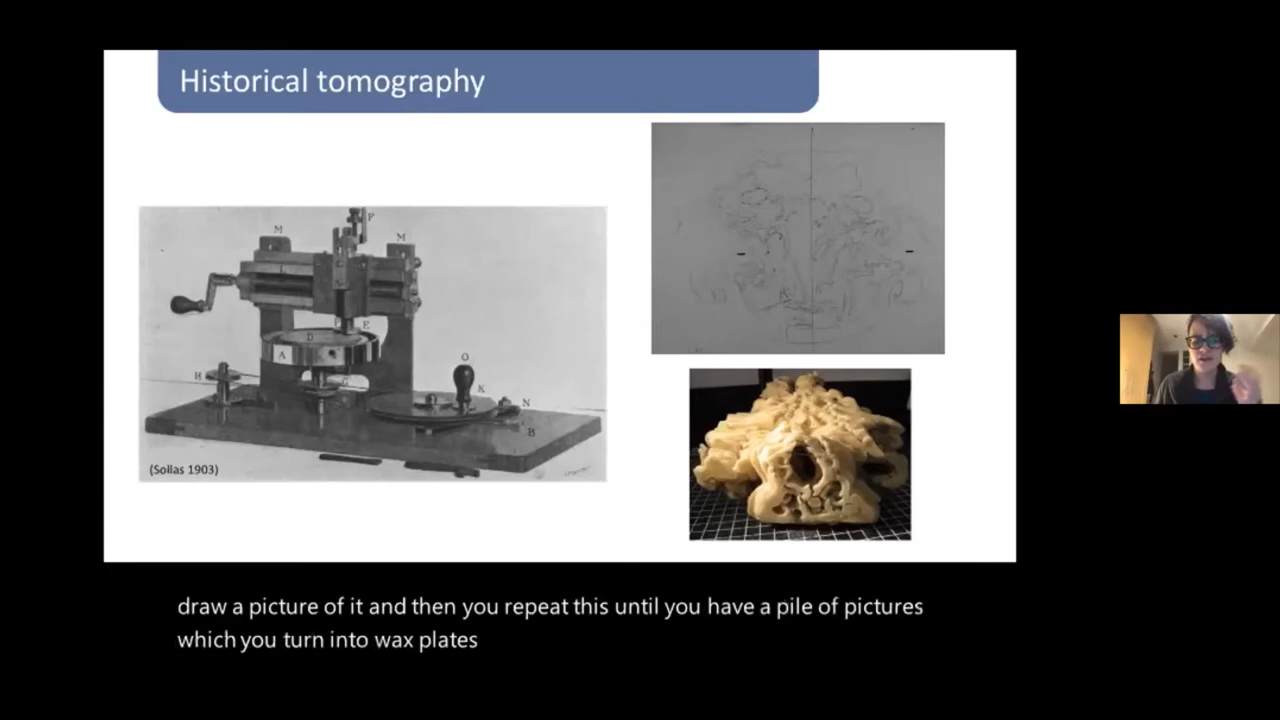 Historical tomography
P
M
M
E
D
A
H
G
O
K
N
B
(Sollas 1903)
draw a picture of it and then you repeat this until you have a pile of pictures
which you turn into wax plates